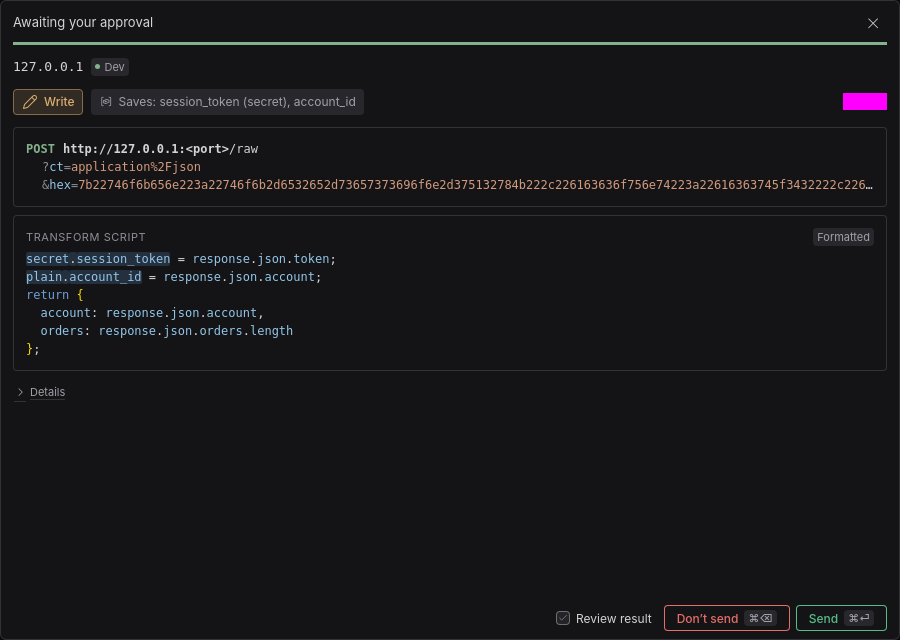 Awaiting your approval
127.0.0.1 Dev
Write Saves: session_token (secret), account_id
POST http://127.0.0.1:<port>/raw
?ct=application%2Fjson
&hex=7b22746f6b656e223a22746f6b2d6532652d73657373696f6e2d375132784b222c226163636f756e74223a22616363745f3432222c226…
TRANSFORM SCRIPT Formatted
secret.session_token = response.json.token;
plain.account_id = response.json.account;
return {
account: response.json.account,
orders: response.json.orders.length
};
Details
Review result Don't send ⌘⌫ Send ⌘⏎